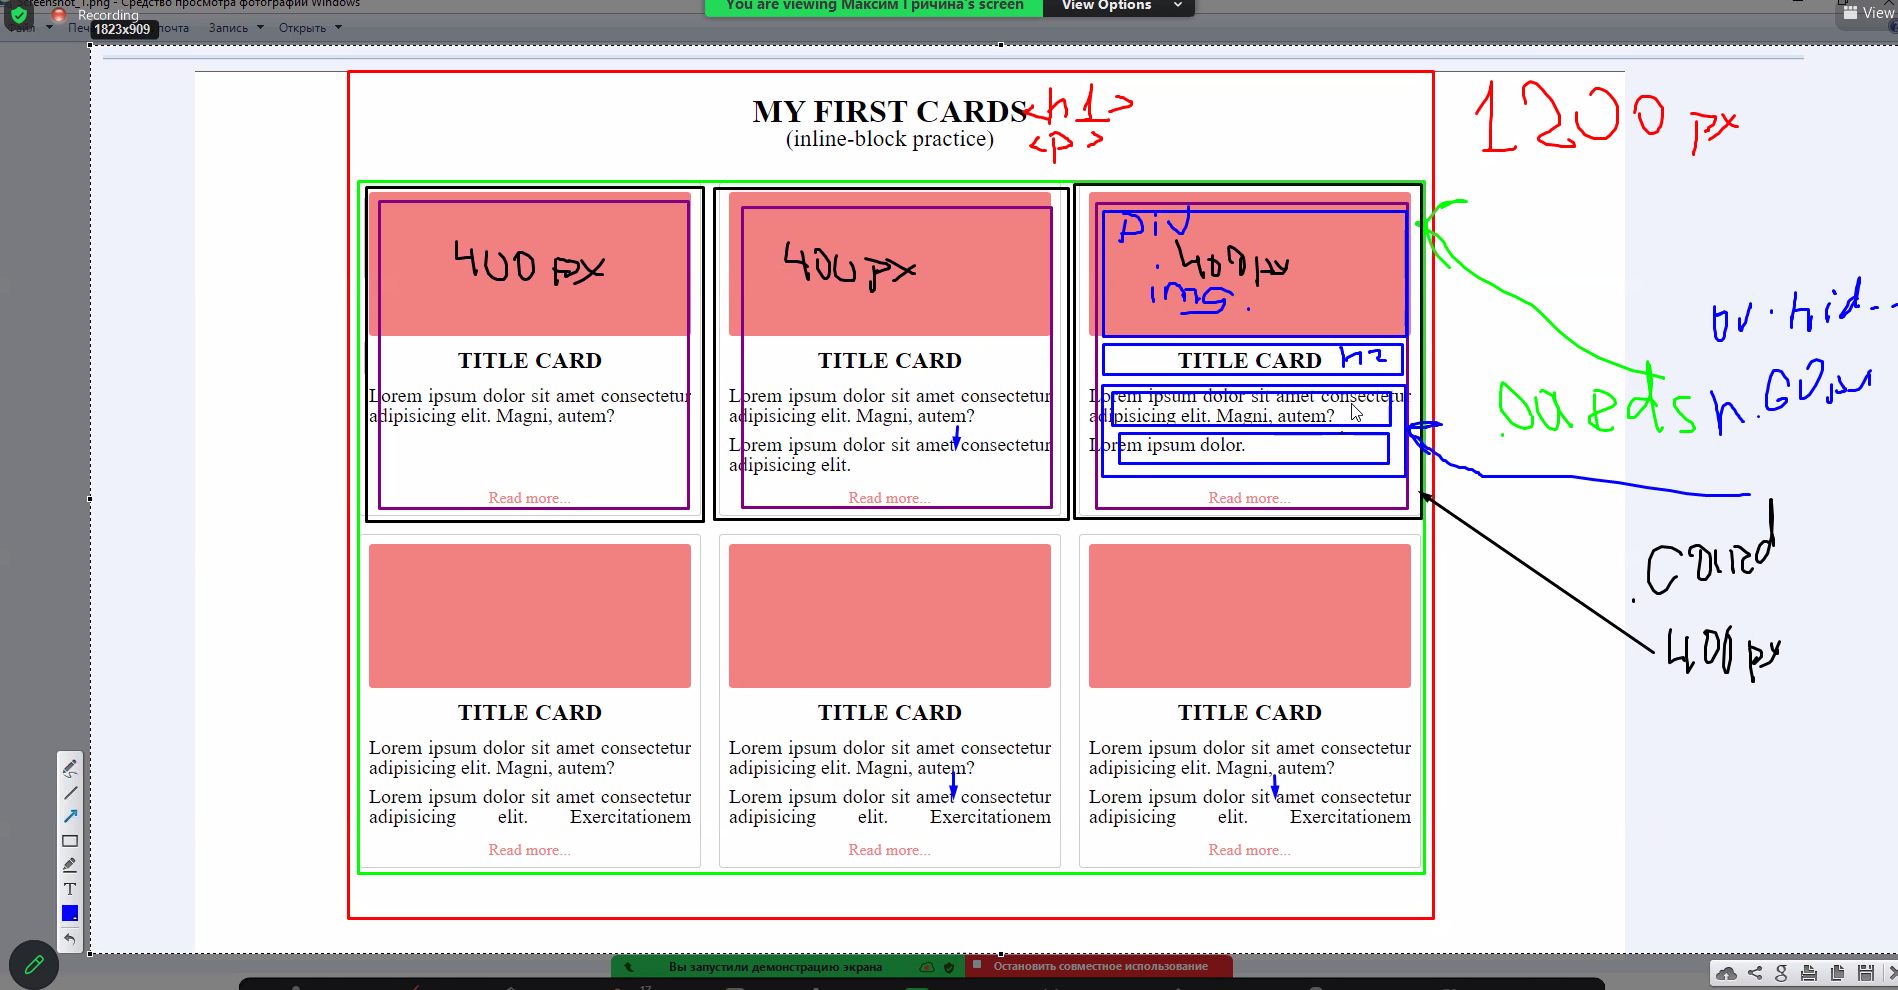 Screenshot_1.png - Средство просмотра фотографий Windows
Recording
You are viewing Максим Гричина's screen
View Options
View
1823x909
Запись
Открыть
MY FIRST CARDS
<h1>
(inline-block practice)
<p>
1200 px
400 px
400 px
Div
400 px
img.
TITLE CARD
TITLE CARD
TITLE CARD h2
Lorem ipsum dolor sit amet consectetur
adipisicing elit. Magni, autem?
Lorem ipsum dolor sit amet consectetur
adipisicing elit. Magni, autem?
Lorem ipsum dolor sit amet consectetur
adipisicing elit. Magni, autem?
Lorem ipsum dolor sit amet consectetur
adipisicing elit.
Lorem ipsum dolor.
Read more...
Read more...
Read more...
ov. hid..
.cards
h.60px
.card
400 px
TITLE CARD
TITLE CARD
TITLE CARD
Lorem ipsum dolor sit amet consectetur
adipisicing elit. Magni, autem?
Lorem ipsum dolor sit amet consectetur
adipisicing elit. Exercitationem
Lorem ipsum dolor sit amet consectetur
adipisicing elit. Magni, autem?
Lorem ipsum dolor sit amet consectetur
adipisicing elit. Exercitationem
Lorem ipsum dolor sit amet consectetur
adipisicing elit. Magni, autem?
Lorem ipsum dolor sit amet consectetur
adipisicing elit. Exercitationem
Read more...
Read more...
Read more...
T
g
Вы запустили демонстрацию экрана
Остановить совместное использование
17